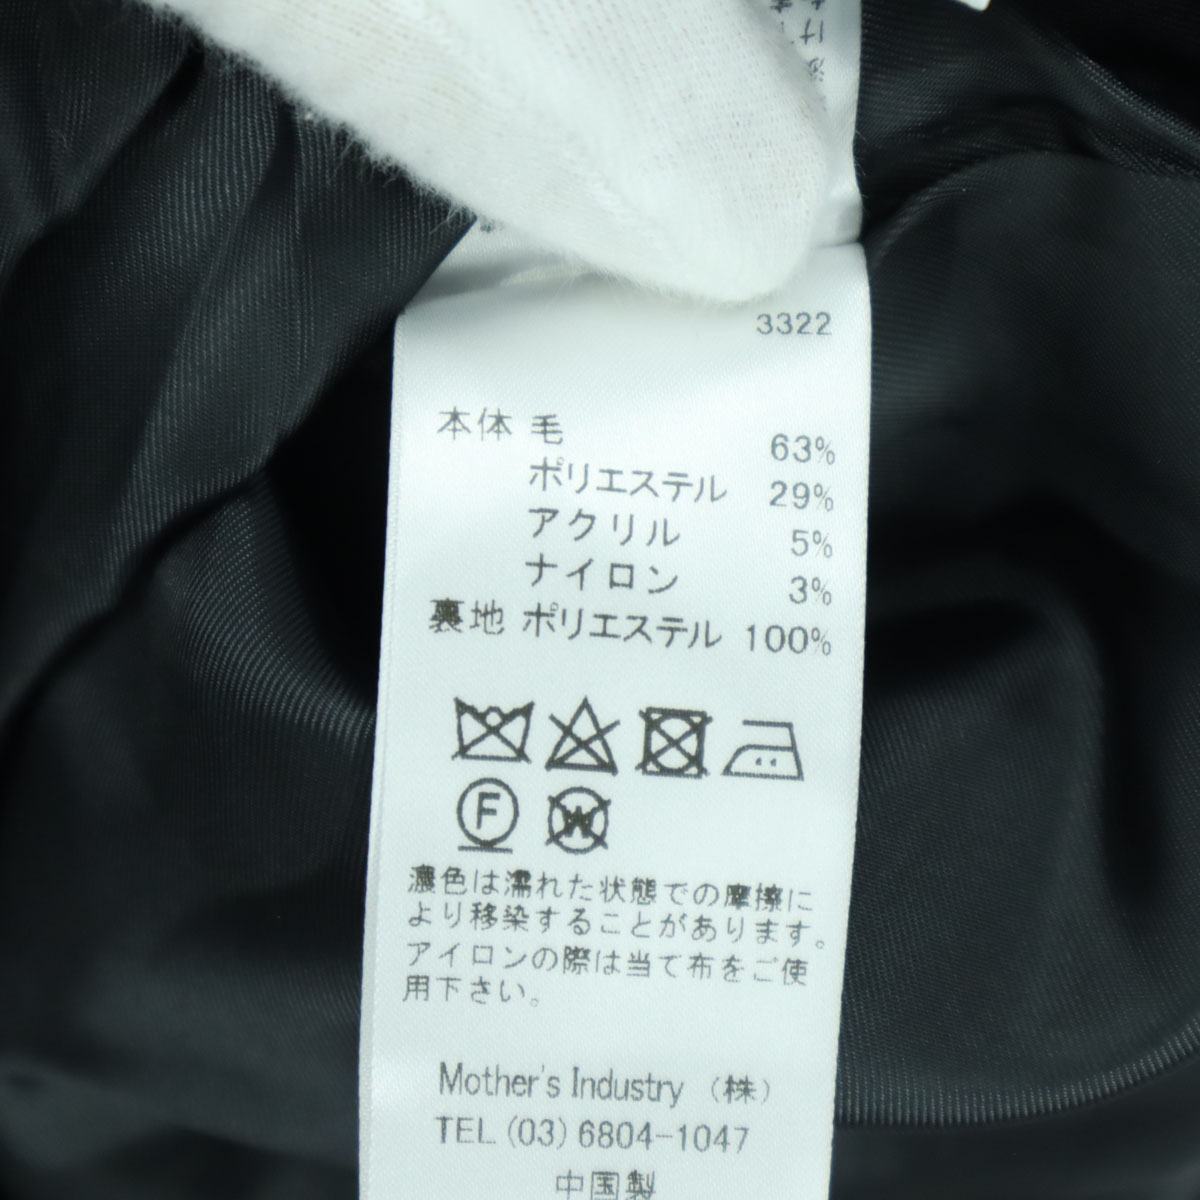 3322
本体 毛 63%
ポリエステル 29%
アクリル 5%
ナイロン 3%
裏地 ポリエステル 100%
F W
濃色は濡れた状態での摩擦に
より移染することがあります。
アイロンの際は当て布をご使
用下さい。
Mother's Industry (株)
TEL (03) 6804-1047
中国製